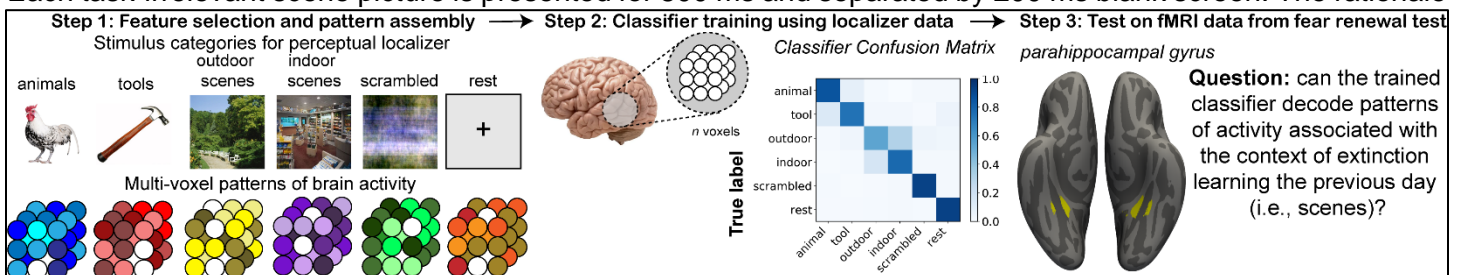 Each task-irrelevant scene picture is presented for 300 ms and separated by 200 ms blank screen. The rationale
Step 1: Feature selection and pattern assembly
Step 2: Classifier training using localizer data
Step 3: Test on fMRI data from fear renewal test
Stimulus categories for perceptual localizer
animals
tools
outdoor
scenes
indoor
scenes
scrambled
rest
+
Multi-voxel patterns of brain activity
n voxels
Classifier Confusion Matrix
True label
animal
tool
outdoor
indoor
scrambled
rest
animal
tool
outdoor
indoor
scrambled
rest
1.0
0.8
0.6
0.4
0.2
0.0
parahippocampal gyrus
Question: can the trained
classifier decode patterns
of activity associated with
the context of extinction
learning the previous day
(i.e., scenes)?